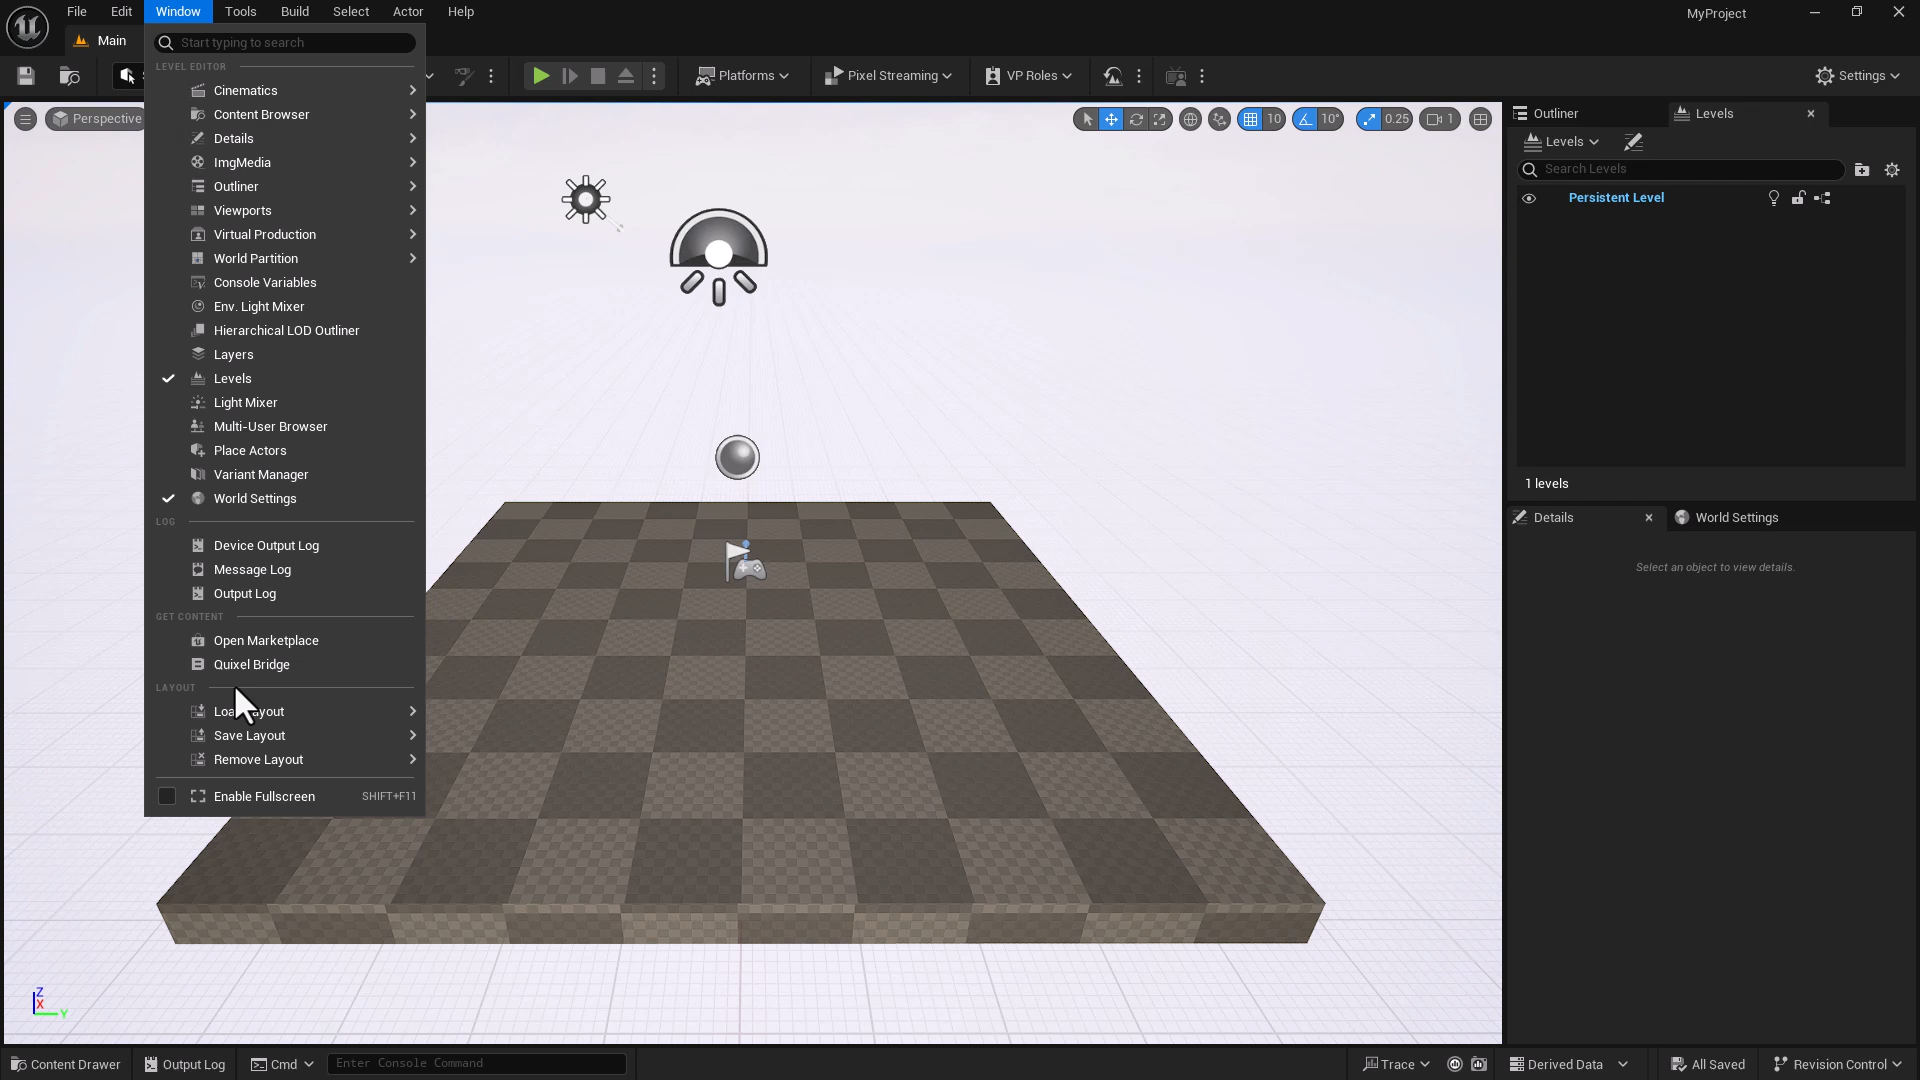 File Edit Window Tools Build Select Actor Help
MyProject
Main
Start typing to search
LEVEL EDITOR
Cinematics
Content Browser
Details
ImgMedia
Outliner
Viewports
Virtual Production
World Partition
Console Variables
Env. Light Mixer
Hierarchical LOD Outliner
Layers
Levels
Light Mixer
Multi-User Browser
Place Actors
Variant Manager
World Settings
LOG
Device Output Log
Message Log
Output Log
GET CONTENT
Open Marketplace
Quixel Bridge
LAYOUT
Load Layout
Save Layout
Remove Layout
Enable Fullscreen SHIFT+F11
Platforms
Pixel Streaming
VP Roles
Settings
Perspective
10
10°
0.25
1
Outliner
Levels
Levels
Search Levels
Persistent Level
1 levels
Details
World Settings
Select an object to view details.
Z
X
Y
Content Drawer
Output Log
Cmd
Enter Console Command
Trace
Derived Data
All Saved
Revision Control